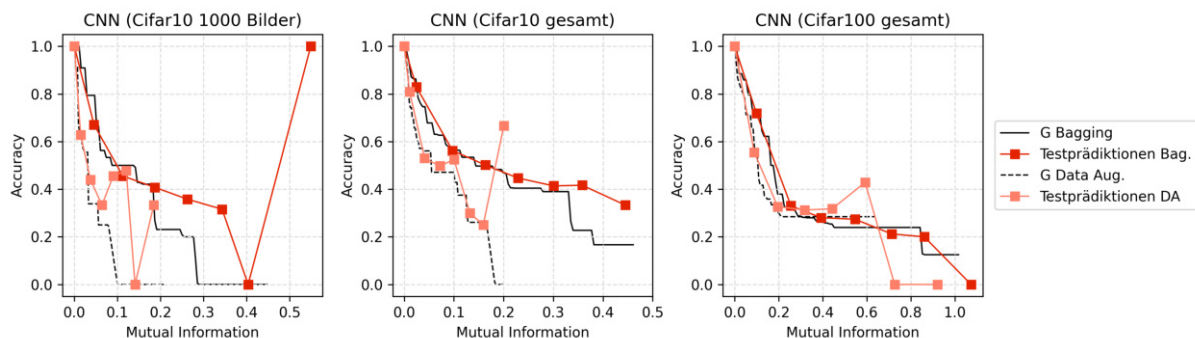 CNN (Cifar10 1000 Bilder)
1.0
0.8
0.6
0.4
0.2
0.0
Accuracy
0.0 0.1 0.2 0.3 0.4 0.5
Mutual Information
CNN (Cifar10 gesamt)
1.0
0.8
0.6
0.4
0.2
0.0
Accuracy
0.0 0.1 0.2 0.3 0.4 0.5
Mutual Information
CNN (Cifar100 gesamt)
1.0
0.8
0.6
0.4
0.2
0.0
Accuracy
0.0 0.2 0.4 0.6 0.8 1.0
Mutual Information
G Bagging
Testprädiktionen Bag.
G Data Aug.
Testprädiktionen DA